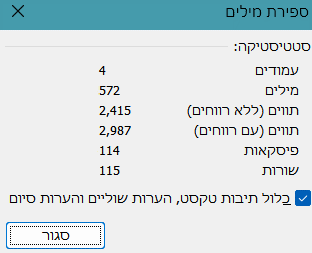 ספירת מילים
סטטיסטיקה:
עמודים 4
מילים 572
תווים (ללא רווחים) 2,415
תווים (עם רווחים) 2,987
פיסקאות 114
שורות 115
כלול תיבות טקסט, הערות שוליים והערות סיום
סגור